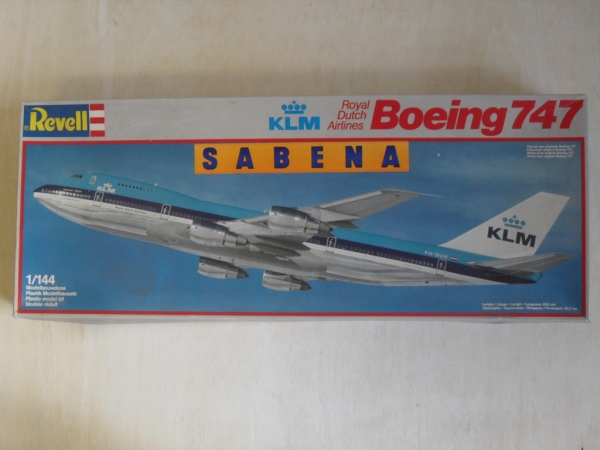 Revell
KLM
Royal
Dutch
Airlines
Boeing 747
SABENA
KLM
KLM
1/144
Modelbouwdoos
Plastik Modellbausatz
Plastic model kit
Modèle réduit